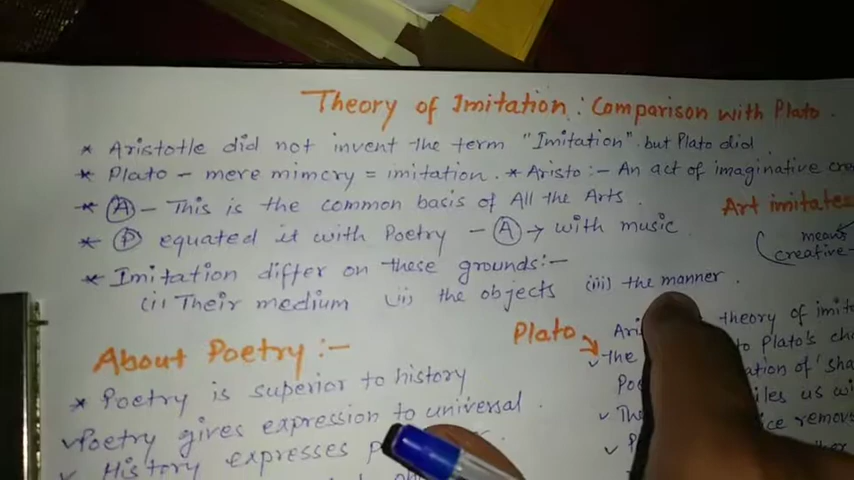 Theory of Imitation : Comparison with Plato .
* Aristotle did not invent the term "Imitation" but Plato did
* Plato - mere mimcry = imitation . * Aristo :- An act of imaginative
* Ⓐ - This is the common basis of All the Arts .
Art imitates
* Ⓟ equated it with Poetry - Ⓐ → with music
means
creative-
* Imitation differ on these grounds:-
(i) Their medium (ii) the objects (iii) the manner .
About Poetry :-
* Poetry is superior to history
✓ Poetry gives expression to universal .
✓ History expresses
Plato
theory of
✓ the to Plato's
of
us
✓